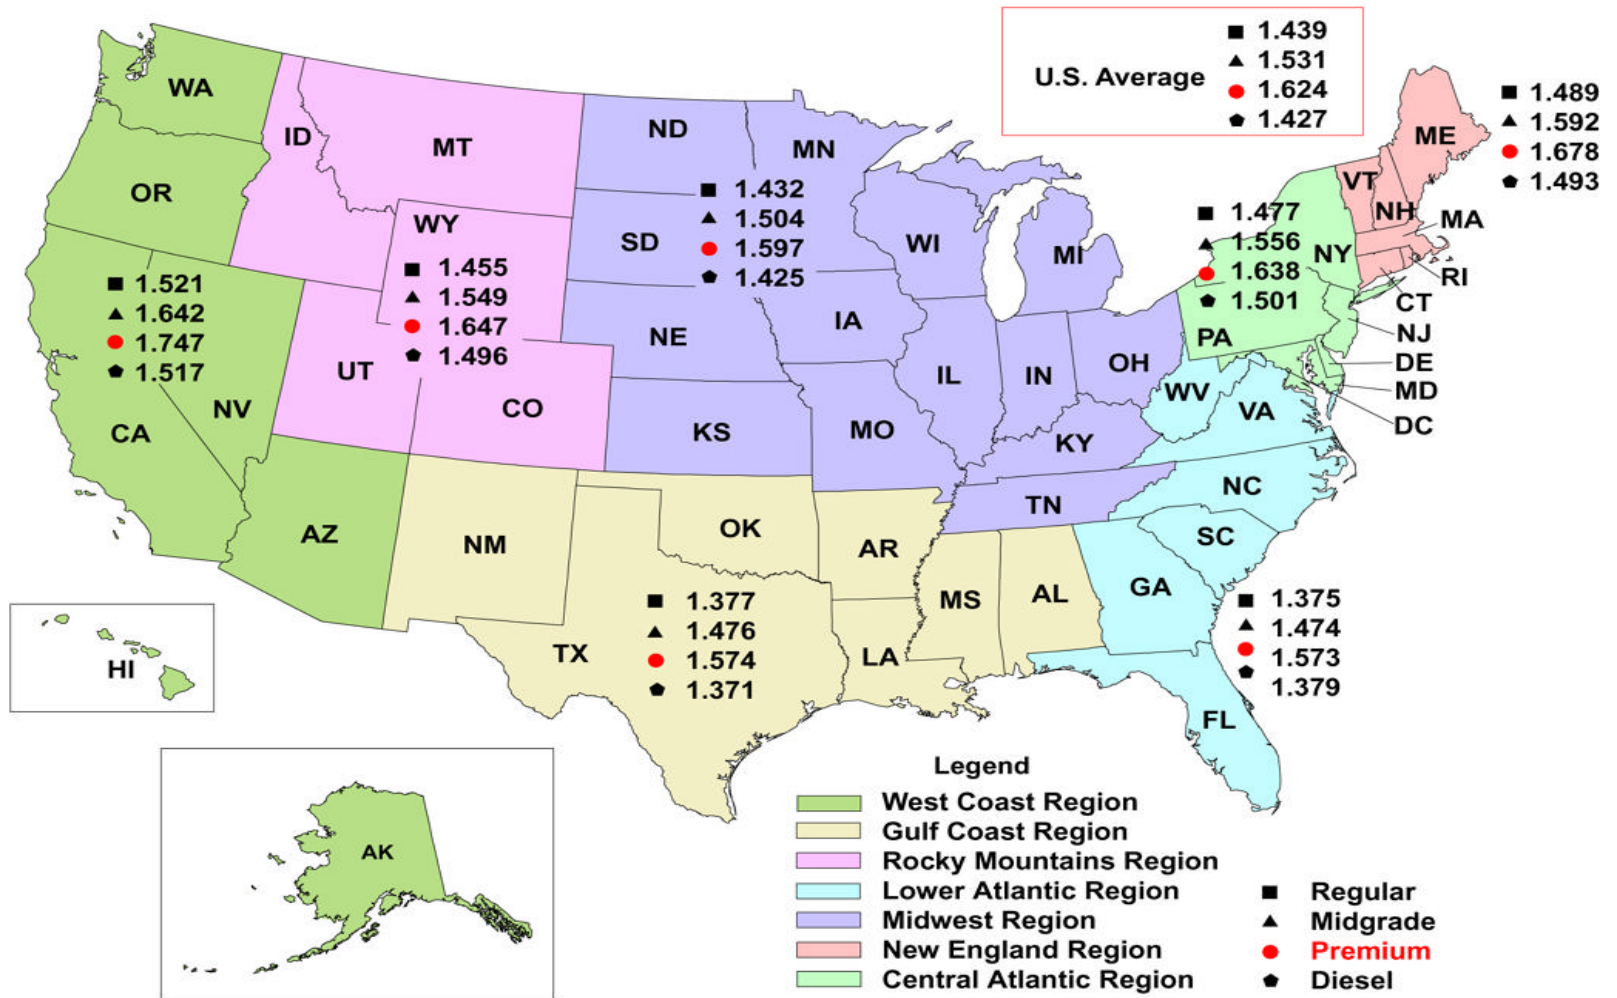 U.S. Average
1.439
1.531
1.624
1.427
WA
OR
CA
NV
1.521
1.642
1.747
1.517
ID
MT
WY
1.455
1.549
1.647
1.496
UT
CO
AZ
NM
ND
MN
SD
1.432
1.504
1.597
1.425
NE
KS
WI
MI
IA
IL
IN
OH
MO
KY
TN
OK
AR
TX
1.377
1.476
1.574
1.371
LA
MS
AL
GA
FL
SC
NC
VA
WV
1.375
1.474
1.573
1.379
1.477
1.556
1.638
1.501
NY
PA
ME
VT
NH
1.489
1.592
1.678
1.493
MA
RI
CT
NJ
DE
MD
DC
HI
AK
Legend
West Coast Region
Gulf Coast Region
Rocky Mountains Region
Lower Atlantic Region
Midwest Region
New England Region
Central Atlantic Region
Regular
Midgrade
Premium
Diesel